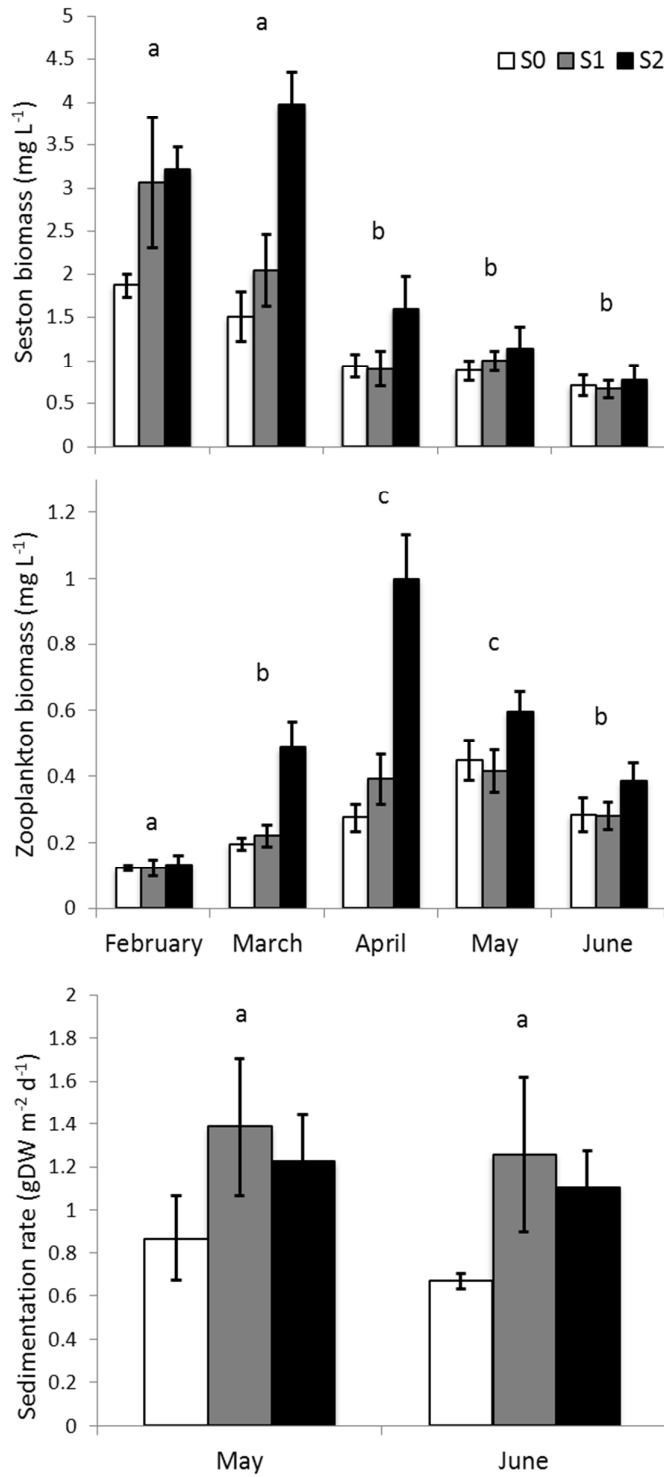 Seston biomass (mg L⁻¹)
5
4.5
4
3.5
3
2.5
2
1.5
1
0.5
0
a
a
b
b
b
S0 S1 S2
Zooplankton biomass (mg L⁻¹)
1.2
1
0.8
0.6
0.4
0.2
0
a
b
c
c
b
February March April May June
Sedimentation rate (gDW m⁻² d⁻¹)
2
1.8
1.6
1.4
1.2
1
0.8
0.6
0.4
0.2
0
a
a
May June